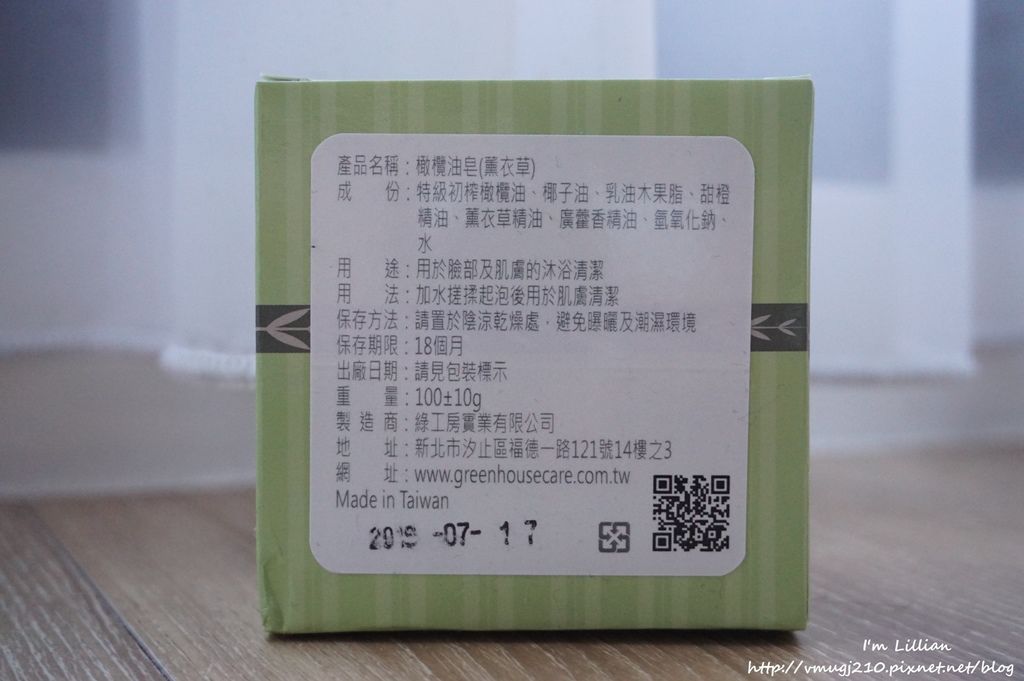 產品名稱：橄欖油皂(薰衣草)
成　　份：特級初榨橄欖油、椰子油、乳油木果脂、甜橙
精油、薰衣草精油、廣藿香精油、氫氧化鈉、
水
用　　途：用於臉部及肌膚的沐浴清潔
用　　法：加水搓揉起泡後用於肌膚清潔
保存方法：請置於陰涼乾燥處，避免曝曬及潮濕環境
保存期限：18個月
出廠日期：請見包裝標示
重　　量：100±10g
製 造 商：綠工房實業有限公司
地　　址：新北市汐止區福德一路121號14樓之3
網　　址：www.greenhousecare.com.tw
Made in Taiwan
-07- 1 7
I'm Lillian
http://vmugj210.pixnet.net/blog